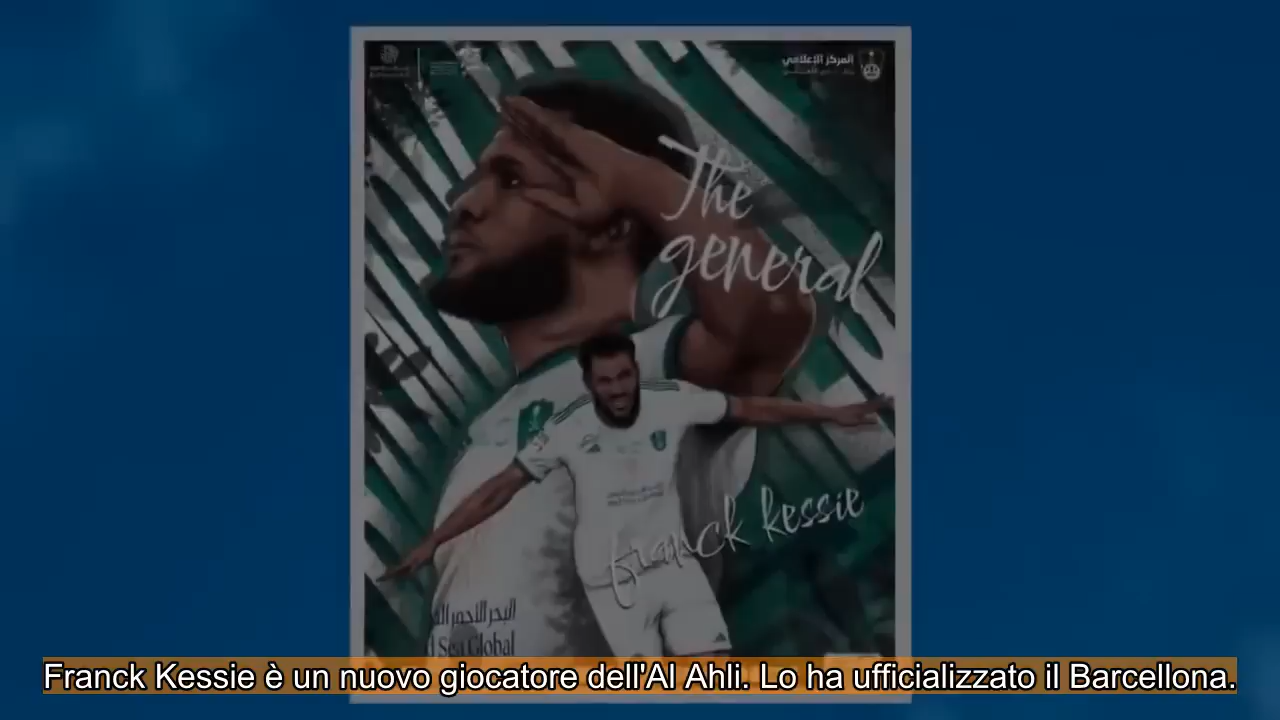 المركز الإعلامي
The
general
franck kessie
البحر الأحمر
Sea Global
Franck Kessie è un nuovo giocatore dell'Al Ahli. Lo ha ufficializzato il Barcellona.